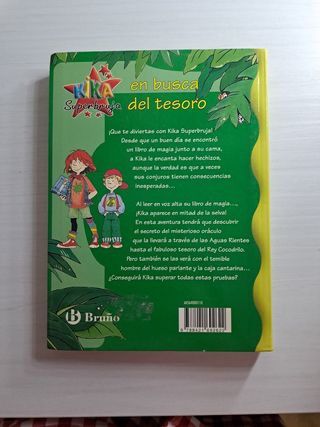 KIKA
Superbruja
en busca
del tesoro
¡Que te diviertas con Kika Superbruja!
Desde que un buen día se encontró
un libro de magia junto a su cama,
a Kika le encanta hacer hechizos,
aunque la verdad es que a veces
sus conjuros tienen consecuencias
inesperadas...
Al leer en voz alta su libro de magia...,
¡Kika aparece en mitad de la selva!
En esta aventura tendrá que descubrir
el secreto del misterioso oráculo
que la llevará a través de las Aguas Rientes
hasta el fabuloso tesoro del Rey Cocodrilo.
Pero también se las verá con el temible
hombre del hueso parlante y la caja cantarina...
¿Conseguirá Kika superar todas estas pruebas?
B Bruño